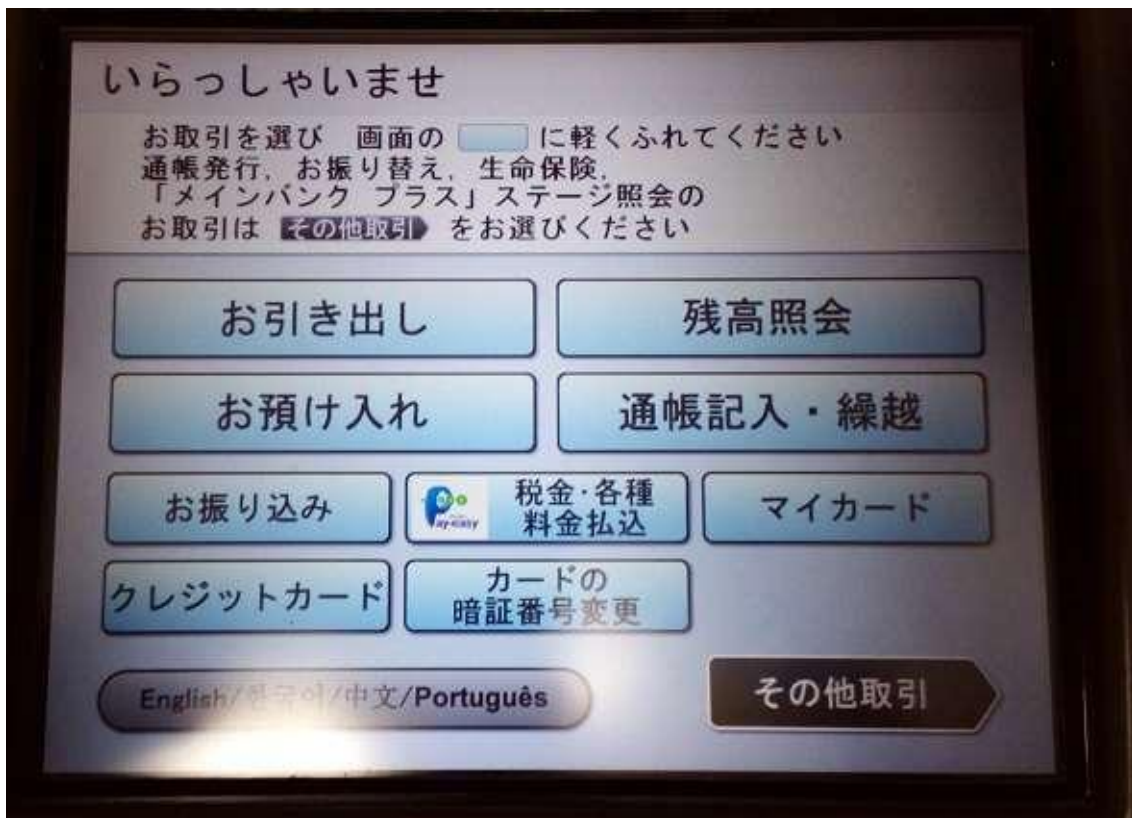 いらっしゃいませ
お取引を選び 画面の に軽くふれてください
通帳発行，お振り替え，生命保険，
「メインバンク プラス」ステージ照会の
お取引は その他取引 をお選びください
お引き出し
残高照会
お預け入れ
通帳記入・繰越
お振り込み
Pay-easy
税金・各種
料金払込
マイカード
クレジットカード
カードの
暗証番号変更
English/한국어/中文/Português
その他取引